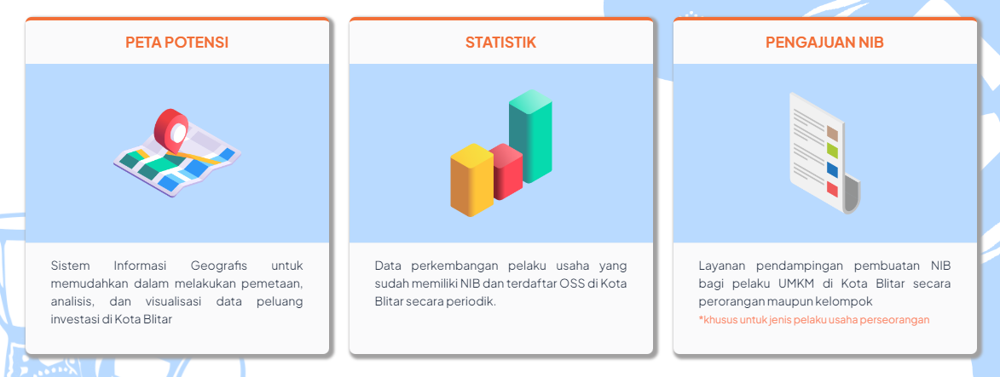 PETA POTENSI
Sistem Informasi Geografis untuk
memudahkan dalam melakukan pemetaan,
analisis, dan visualisasi data peluang
investasi di Kota Blitar
STATISTIK
Data perkembangan pelaku usaha yang
sudah memiliki NIB dan terdaftar OSS di Kota
Blitar secara periodik.
PENGAJUAN NIB
Layanan pendampingan pembuatan NIB
bagi pelaku UMKM di Kota Blitar secara
perorangan maupun kelompok
*khusus untuk jenis pelaku usaha perseorangan